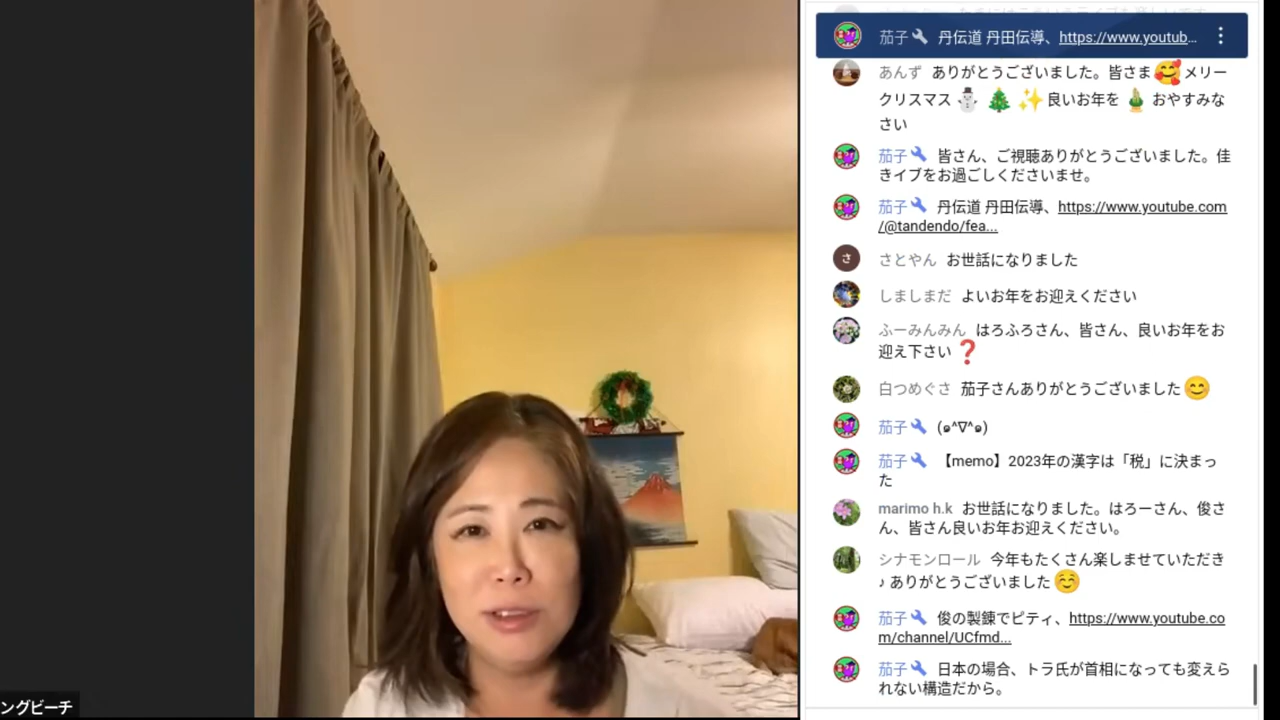 茄子 丹伝道 丹田伝導、https://www.youtub...
あんず ありがとうございました。皆さま🥰メリー
クリスマス⛄🎄✨良いお年を🎍おやすみな
さい
茄子 皆さん、ご視聴ありがとうございました。佳
きイブをお過ごしくださいませ。
茄子 丹伝道 丹田伝導、https://www.youtube.com
/@tandendo/fea...
さ さとやん お世話になりました
しましまだ よいお年をお迎えください
ふーみんみん はろふろさん、皆さん、良いお年をお
迎え下さい❓
白つめぐさ 茄子さんありがとうございました😊
茄子 (๑^∇^๑)
茄子 【memo】2023年の漢字は「税」に決まっ
た
marimo h.k お世話になりました。はろーさん、俊さ
ん、皆さん良いお年お迎えください。
シナモンロール 今年もたくさん楽しませていただき
♪ ありがとうございました☺️
茄子 俊の製錬でピティ、https://www.youtube.co
m/channel/UCfmd...
茄子 日本の場合、トラ氏が首相になっても変えら
れない構造だから。
ングビーチ